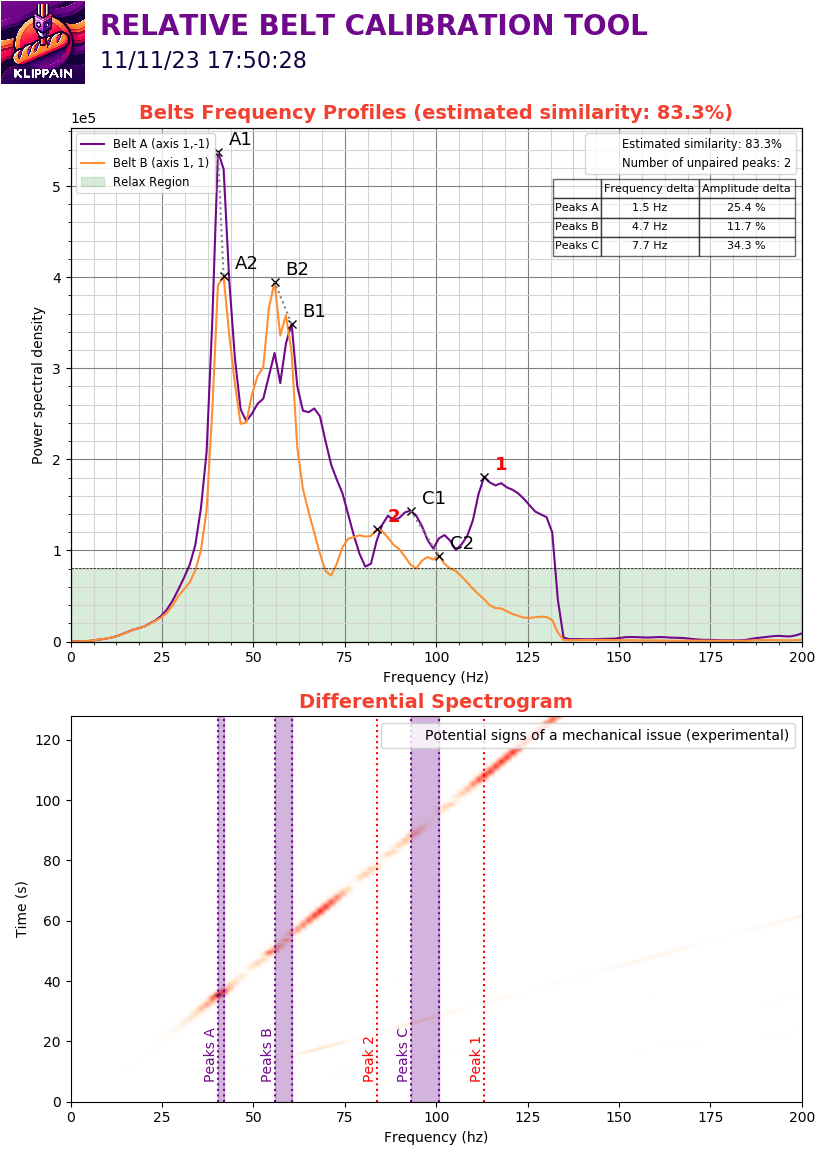 RELATIVE BELT CALIBRATION TOOL
11/11/23 17:50:28
KLIPPAIN
Belts Frequency Profiles (estimated similarity: 83.3%)
1e5
Belt A (axis 1,-1)
Belt B (axis 1, 1)
Relax Region
Estimated similarity: 83.3%
Number of unpaired peaks: 2
Frequency delta Amplitude delta
Peaks A 1.5 Hz 25.4 %
Peaks B 4.7 Hz 11.7 %
Peaks C 7.7 Hz 34.3 %
A1
A2
B2
B1
1
C1
2
C2
5
4
3
2
1
0
Power spectral density
0 25 50 75 100 125 150 175 200
Frequency (Hz)
Differential Spectrogram
Potential signs of a mechanical issue (experimental)
120
100
80
60
40
20
0
Time (s)
Peaks A
Peaks B
Peak 2
Peaks C
Peak 1
0 25 50 75 100 125 150 175 200
Frequency (hz)